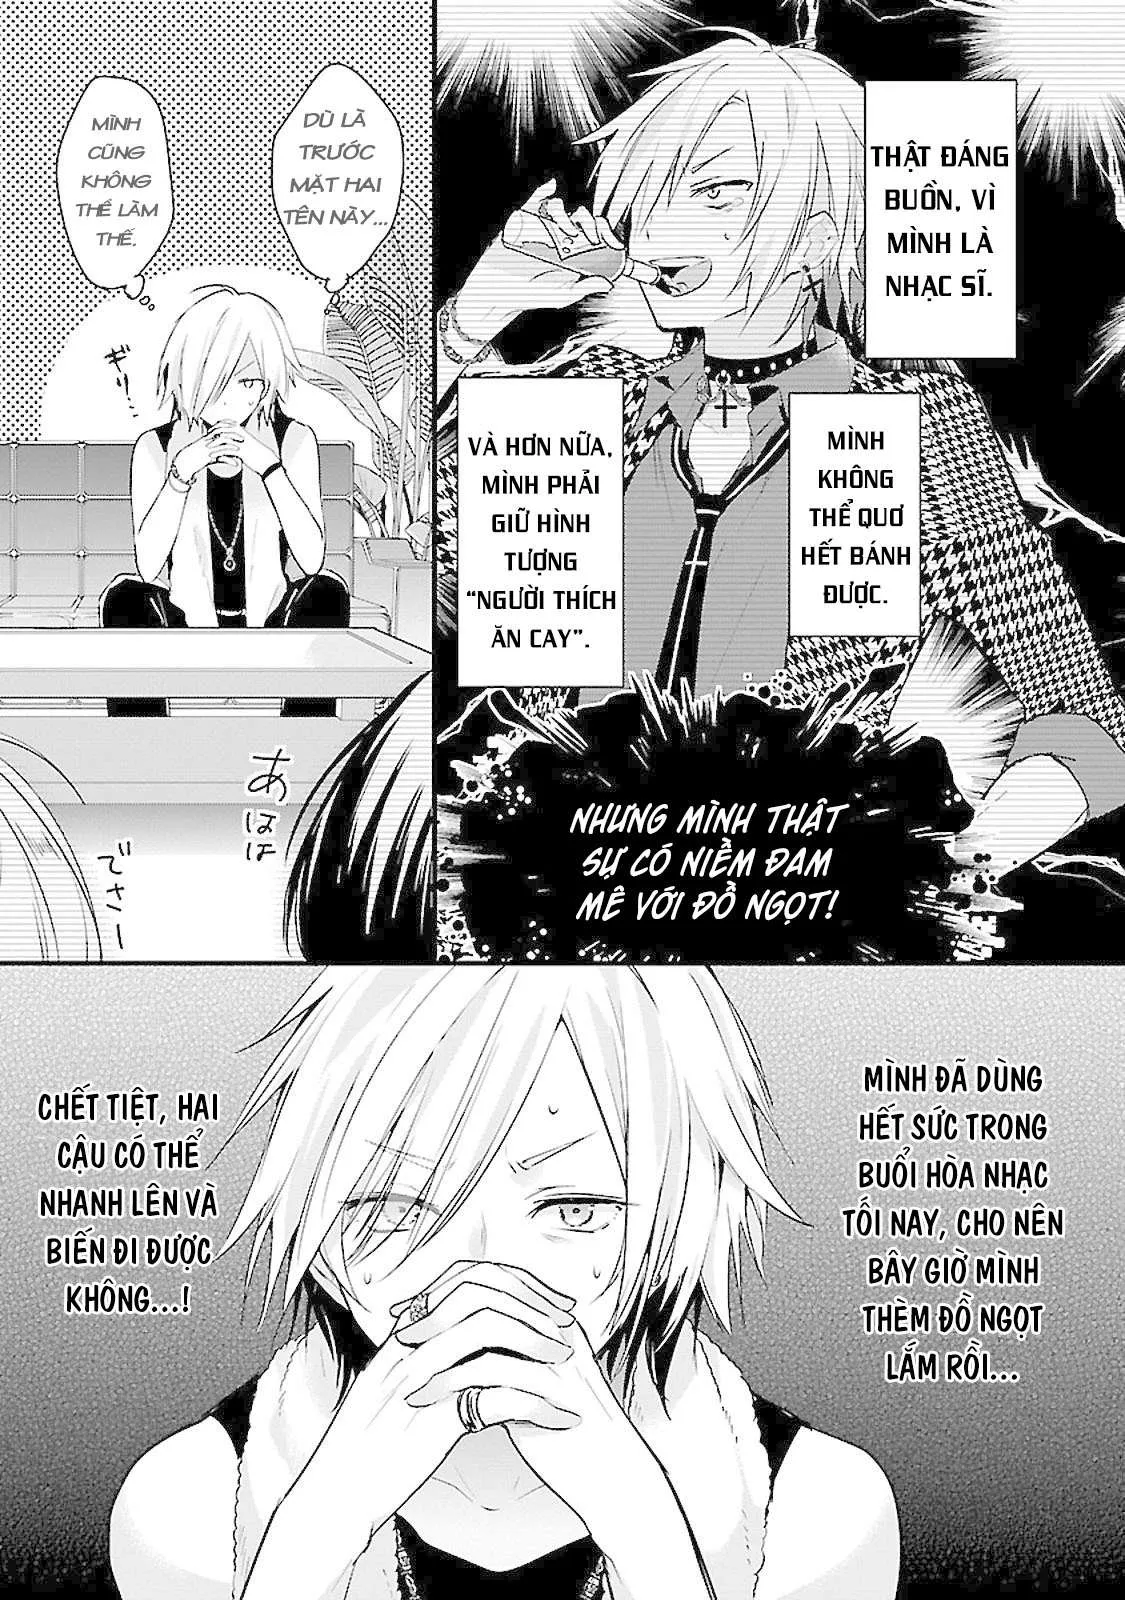 THẬT ĐÁNG
BUỒN, VÌ
MÌNH LÀ
NHẠC SĨ.
MÌNH
KHÔNG
THỂ QUƠ
HẾT BÁNH
ĐƯỢC.
VÀ HƠN NỮA,
MÌNH PHẢI
GIỮ HÌNH
TƯỢNG
“NGƯỜI THÍCH
ĂN CAY”.
NHƯNG MÌNH THẬT
SỰ CÓ NIỀM ĐAM
MÊ VỚI ĐỒ NGỌT!
DÙ LÀ
TRƯỚC
MẶT HAI
TÊN NÀY...
MÌNH
CŨNG
KHÔNG
THỂ LÀM
THẾ.
ギリ...
あはは
でさー
MÌNH ĐÃ DÙNG
HẾT SỨC TRONG
BUỔI HÒA NHẠC
TỐI NAY, CHO NÊN
BÂY GIỜ MÌNH
THÈM ĐỒ NGỌT
LẮM RỒI...
CHẾT TIỆT, HAI
CẬU CÓ THỂ
NHANH LÊN VÀ
BIẾN ĐI ĐƯỢC
KHÔNG...!